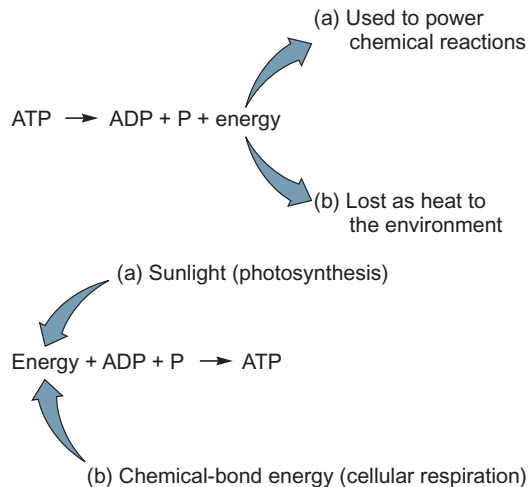 (a) Used to power
chemical reactions
ATP → ADP + P + energy
(b) Lost as heat to
the environment
(a) Sunlight (photosynthesis)
Energy + ADP + P → ATP
(b) Chemical-bond energy (cellular respiration)